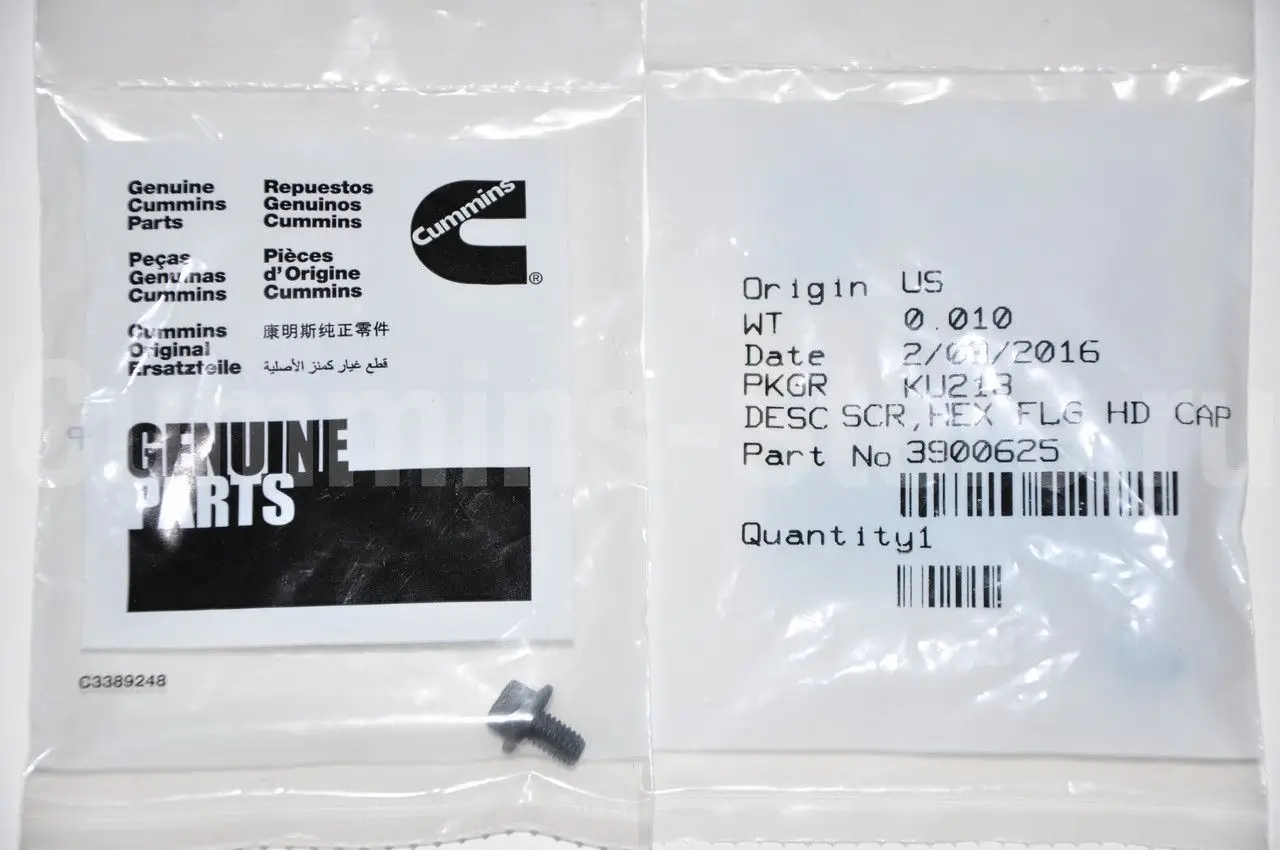 Genuine
Cummins
Parts
Repuestos
Genuinos
Cummins
Cummins
®
Peças
Genuinas
Cummins
Pièces
d'Origine
Cummins
Cummins
Original
Ersatzteile
康明斯纯正零件
قطع غيار كمنز الأصلية
GENUINE
PARTS
C3389248
Origin US
WT 0.010
Date
PKGR KU213
DESC SCR, HEX FLG HD CAP
Part No 3900625
Quantity1